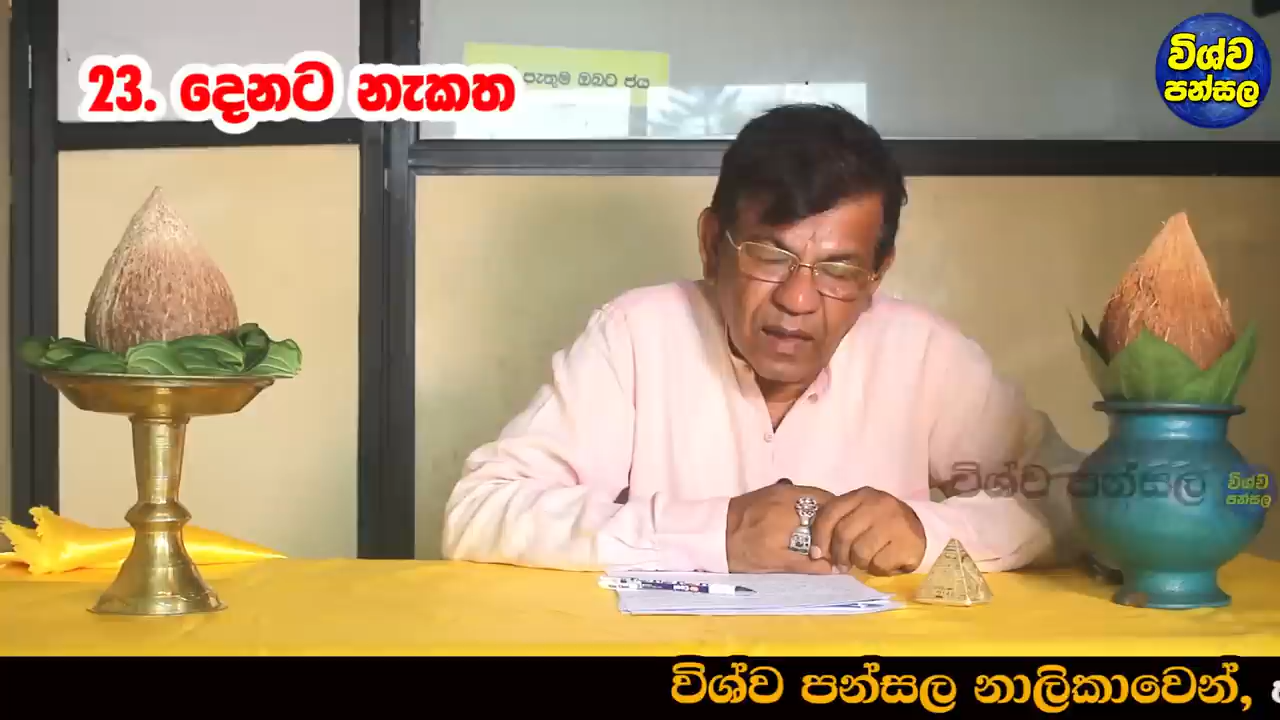 23. දෙනට නැකත
පැතුම ඔබට ජය
විශ්ව
පන්සල
විශ්ව පන්සල
විශ්ව
පන්සල
විශ්ව පන්සල නාලිකාවෙන්,